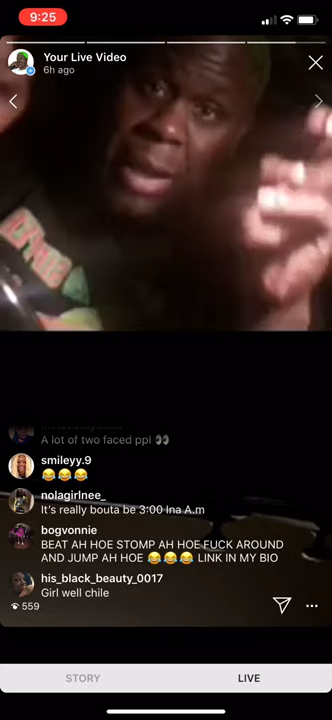 9:25
Your Live Video
6h ago
A lot of two faced ppl 👀
smileyy.9
😂😂😂
nolagirlnee_
It's really bouta be 3:00 Ina A.m
bogvonnie
BEAT AH HOE STOMP AH HOE FUCK AROUND
AND JUMP AH HOE 😂😂😂 LINK IN MY BIO
his_black_beauty_0017
Girl well chile
559
STORY LIVE